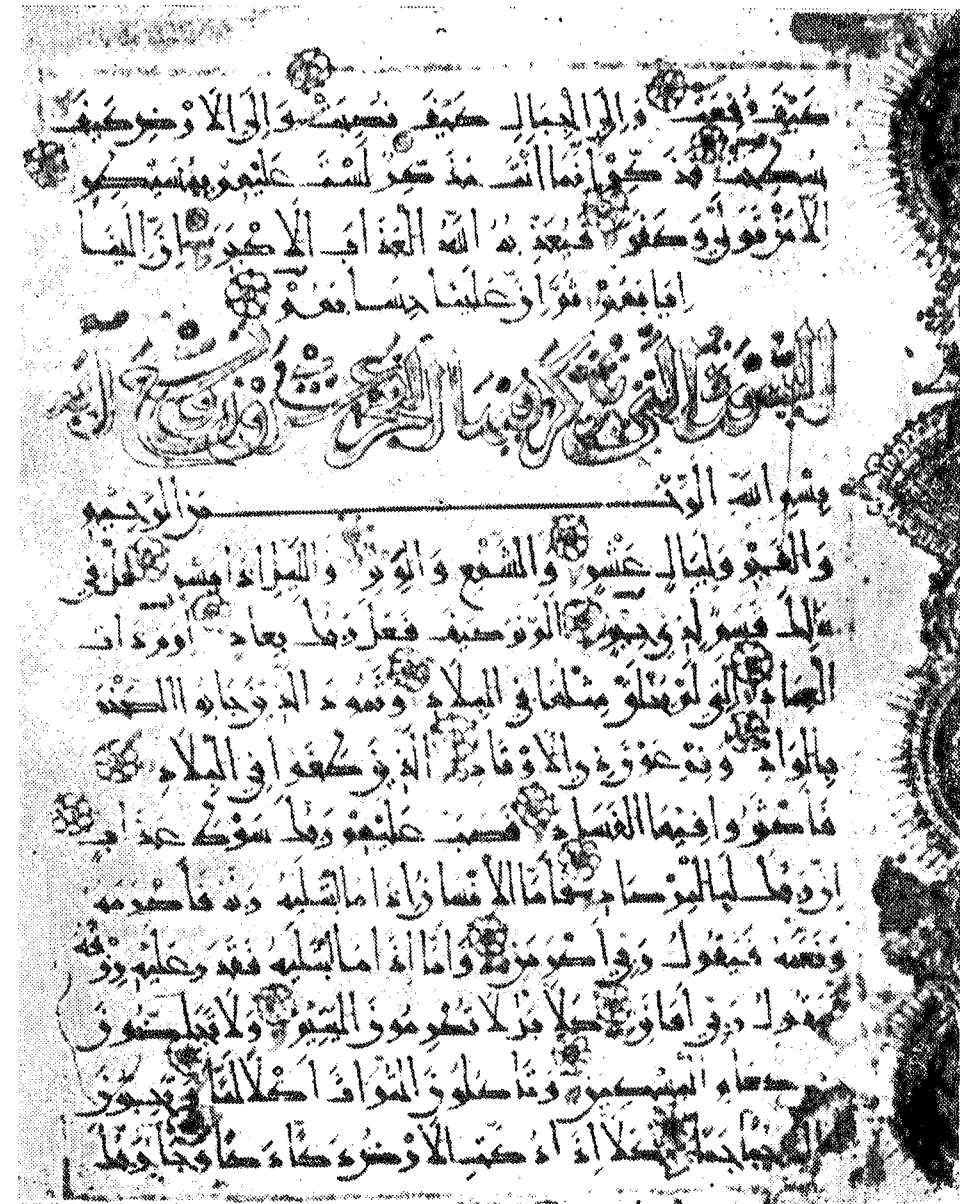 كيف رفعت وإلى الجبال كيف نصبت وإلى الأرض كيف
سطحت فذكر إنما أنت مذكر لست عليهم بمصيطر
إلا من تولى وكفر فيعذبه الله العذاب الأكبر إن إلينا
إيابهم ثم إن علينا حسابهم
السورة التي يذكر فيها الفجر
بسم الله الرحمن الرحيم
والفجر وليال عشر والشفع والوتر والليل إذا يسر هل في
ذلك قسم لذي حجر ألم تر كيف فعل ربك بعاد إرم ذات
العماد التي لم يخلق مثلها في البلاد وثمود الذين جابوا الصخر
بالواد وفرعون ذي الأوتاد الذين طغوا في البلاد
فأكثروا فيها الفساد فصب عليهم ربك سوط عذاب
إن ربك لبالمرصاد فأما الإنسان إذا ما ابتليه ربه فأكرمه
ونعمه فيقول ربي أكرمن وأما إذا ما ابتليه فقدر عليه رزقه
فيقول ربي أهانن كلا بل لا تكرمون اليتيم ولا تحضون
على طعام المسكين وتأكلون التراث أكلا لما وتحبون
المال حبا جما كلا إذا دكت الأرض دكا دكا وجا ربك